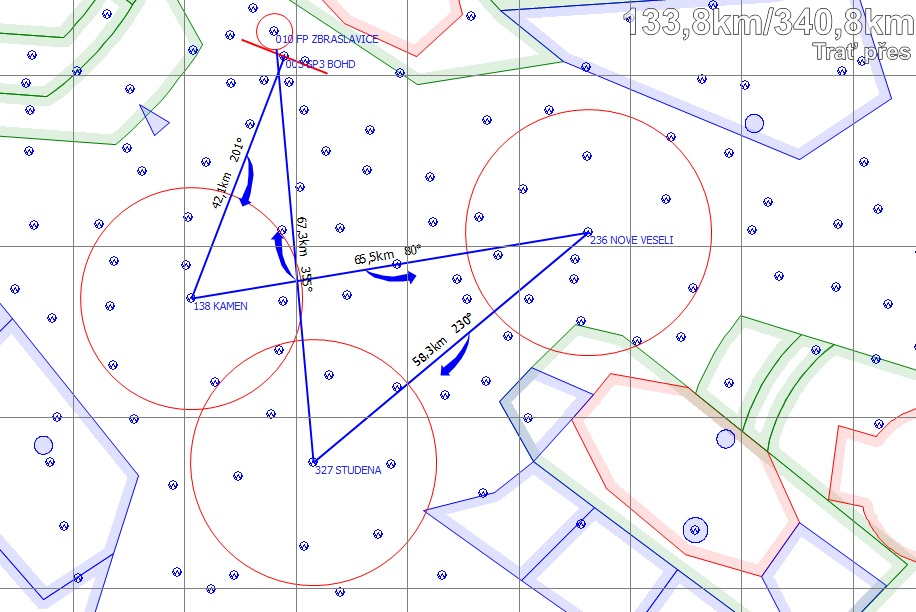 133,8km/340,8km
Trať přes
010 FP ZBRASLAVICE
BOHD
42,1km 201°
67,3km 355°
65,5km 80°
236 NOVE VESELI
138 KAMEN
58,3km 230°
327 STUDENA